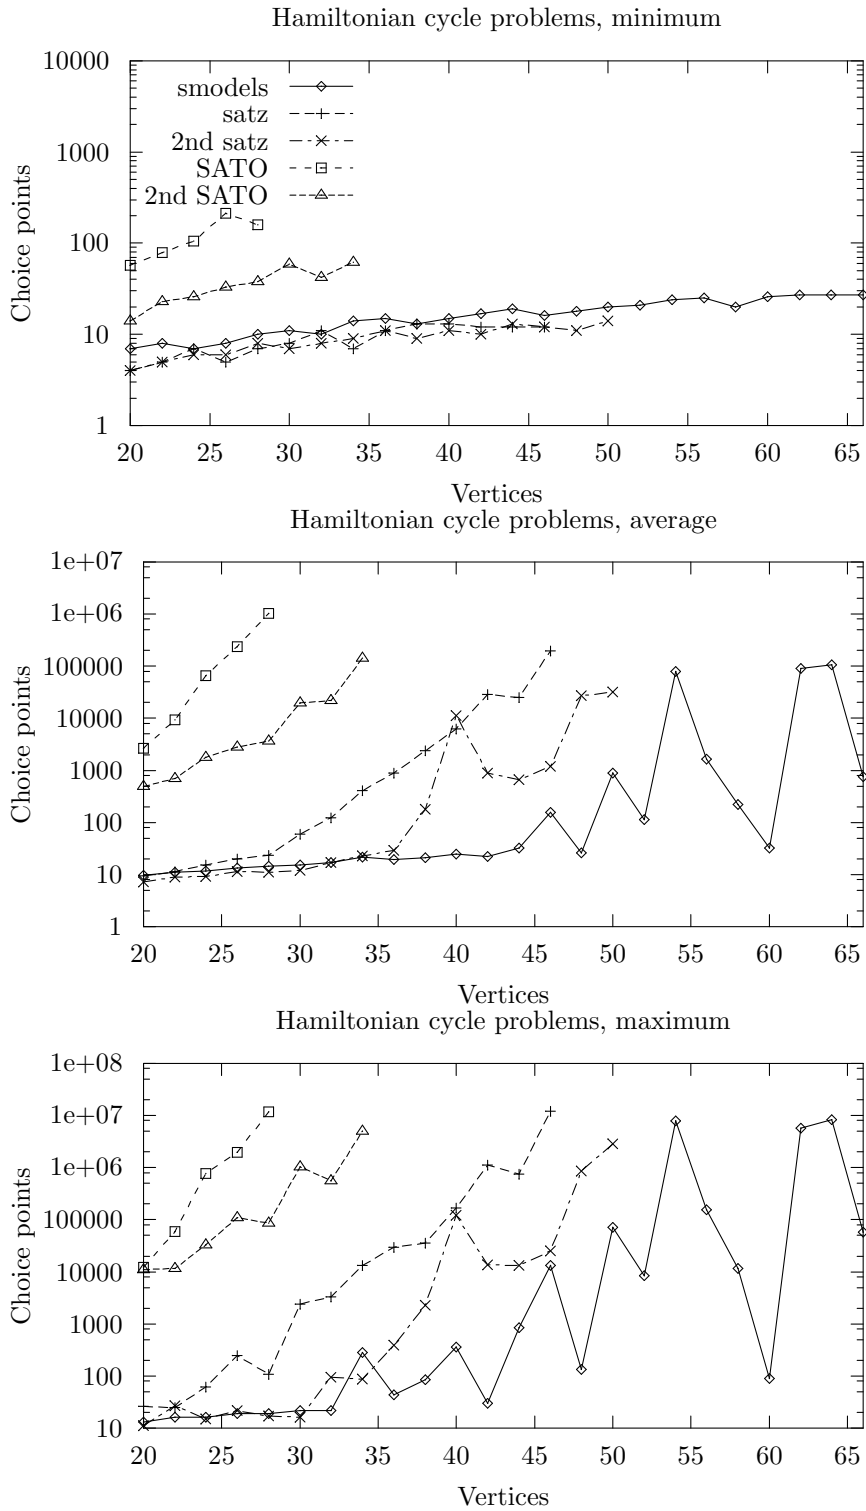 Hamiltonian cycle problems, minimum
10000
1000
100
10
1
Choice points
smodels
satz
2nd satz
SATO
2nd SATO
20 25 30 35 40 45 50 55 60 65
Vertices
Hamiltonian cycle problems, average
1e+07
1e+06
100000
10000
1000
100
10
1
Choice points
20 25 30 35 40 45 50 55 60 65
Vertices
Hamiltonian cycle problems, maximum
1e+08
1e+07
1e+06
100000
10000
1000
100
10
Choice points
20 25 30 35 40 45 50 55 60 65
Vertices